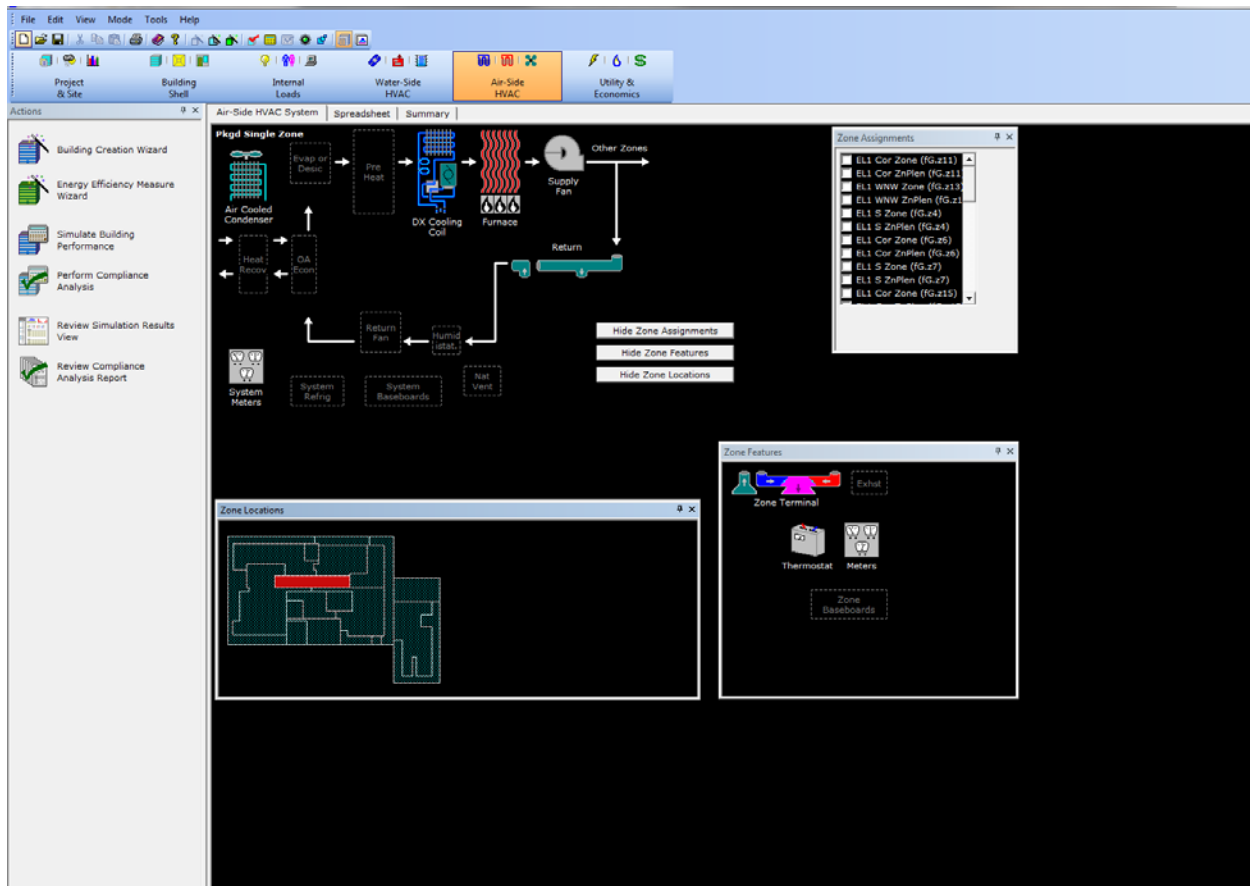 File Edit View Mode Tools Help
Project & Site
Building Shell
Internal Loads
Water-Side HVAC
Air-Side HVAC
Utility & Economics
Actions
Building Creation Wizard
Energy Efficiency Measure
Wizard
Simulate Building
Performance
Perform Compliance
Analysis
Review Simulation Results
View
Review Compliance
Analysis Report
Air-Side HVAC System Spreadsheet Summary
Pkgd Single Zone
Evap or
Desic
Pre
Heat
Air Cooled
Condenser
DX Cooling
Coil
Furnace
Supply
Fan
Other Zones
Heat
Recov
OA
Econ
Return
Return
Fan
Humid
istat.
System
Meters
System
Refrig
System
Baseboards
Nat
Vent
Hide Zone Assignments
Hide Zone Features
Hide Zone Locations
Zone Assignments
EL1 Cor Zone (fG.z11)
EL1 Cor ZnPlen (fG.z11
EL1 WNW Zone (fG.z13)
EL1 WNW ZnPlen (fG.z1
EL1 S Zone (fG.z4)
EL1 S ZnPlen (fG.z4)
EL1 Cor Zone (fG.z6)
EL1 Cor ZnPlen (fG.z6)
EL1 S Zone (fG.z7)
EL1 S ZnPlen (fG.z7)
EL1 Cor Zone (fG.z15)
Zone Features
Exhst
Zone Terminal
Thermostat
Meters
Zone
Baseboards
Zone Locations